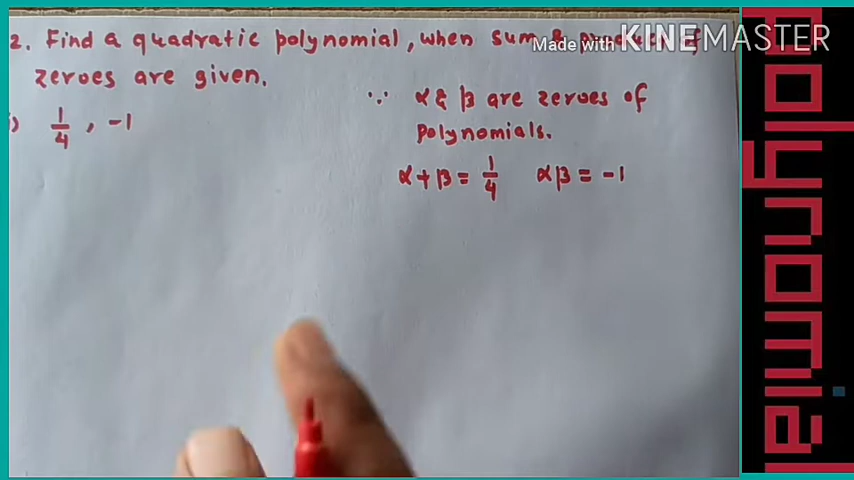 2. Find a quadratic polynomial, when sum &
zeroes are given.
1/4, -1
∵ α & β are zeroes of
polynomials.
α + β = 1/4 αβ = -1
Made with KINEMASTER
Polynomial